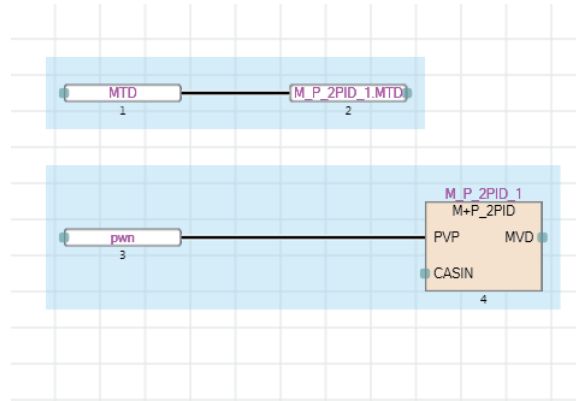 MTD
M_P_2PID_1.MTD
1
2
M_P_2PID_1
M+P_2PID
pwn
PVP
MVD
3
CASIN
4